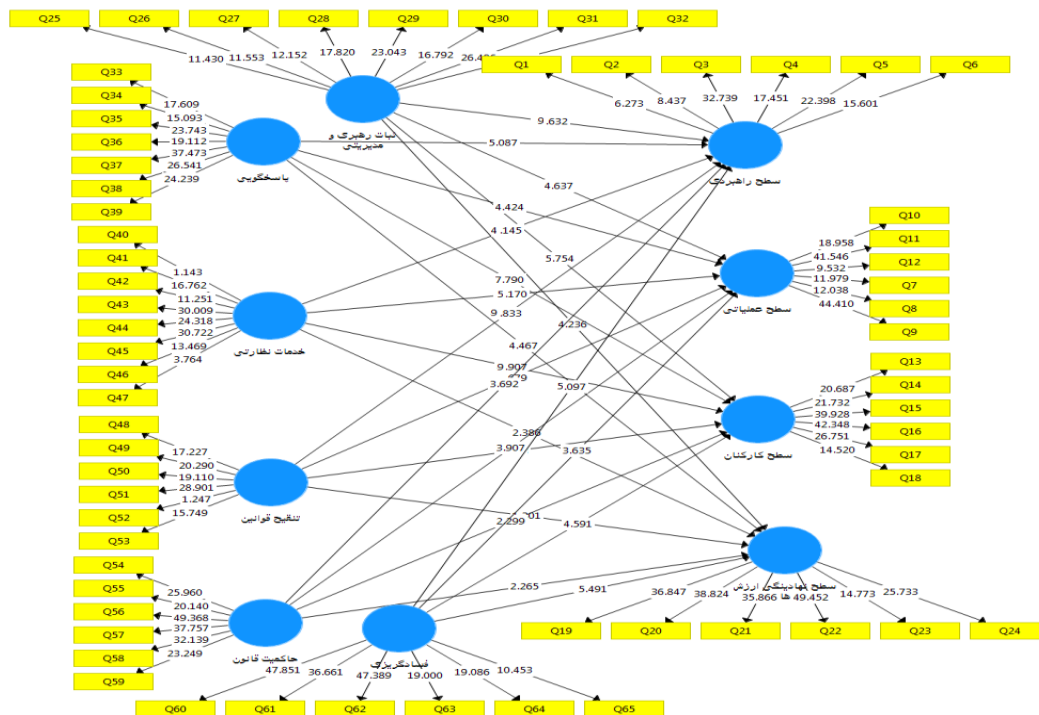 Q25
Q26
Q27
Q28
Q29
Q30
Q31
Q32
11.430
11.553
12.152
17.820
23.043
16.792
Q1
Q2
Q3
Q4
Q5
Q6
6.273
8.437
32.739
17.451
22.398
15.601
ثبات رهبری و
مدیریتی
سطح راهبردی
Q33
Q34
Q35
Q36
Q37
Q38
Q39
17.609
15.093
23.743
19.112
37.473
26.541
24.239
پاسخگویی
9.632
5.087
4.637
4.424
4.145
5.754
7.790
5.170
4.236
4.467
9.907
3.692
5.097
2.386
3.907
3.635
2.299
4.591
2.265
5.491
Q10
Q11
Q12
Q7
Q8
Q9
18.958
41.546
9.532
11.979
12.038
44.410
سطح عملیاتی
Q40
Q41
Q42
Q43
Q44
Q45
Q46
Q47
1.143
16.762
11.251
30.009
24.318
30.722
13.469
3.764
خدمات نظارتی
Q13
Q14
Q15
Q16
Q17
Q18
20.687
21.732
39.928
42.348
26.751
14.520
سطح کارکنان
Q48
Q49
Q50
Q51
Q52
Q53
17.227
20.290
19.110
28.901
1.247
15.749
تنقیح قوانین
سطح نهادینگی ارزش
ها
36.847
38.824
35.866
49.452
14.773
25.733
Q19
Q20
Q21
Q22
Q23
Q24
Q54
Q55
Q56
Q57
Q58
Q59
25.960
20.140
49.368
37.757
32.139
23.249
حاکمیت قانون
فسادگریزی
47.851
36.661
47.389
19.000
19.086
10.453
Q60
Q61
Q62
Q63
Q64
Q65